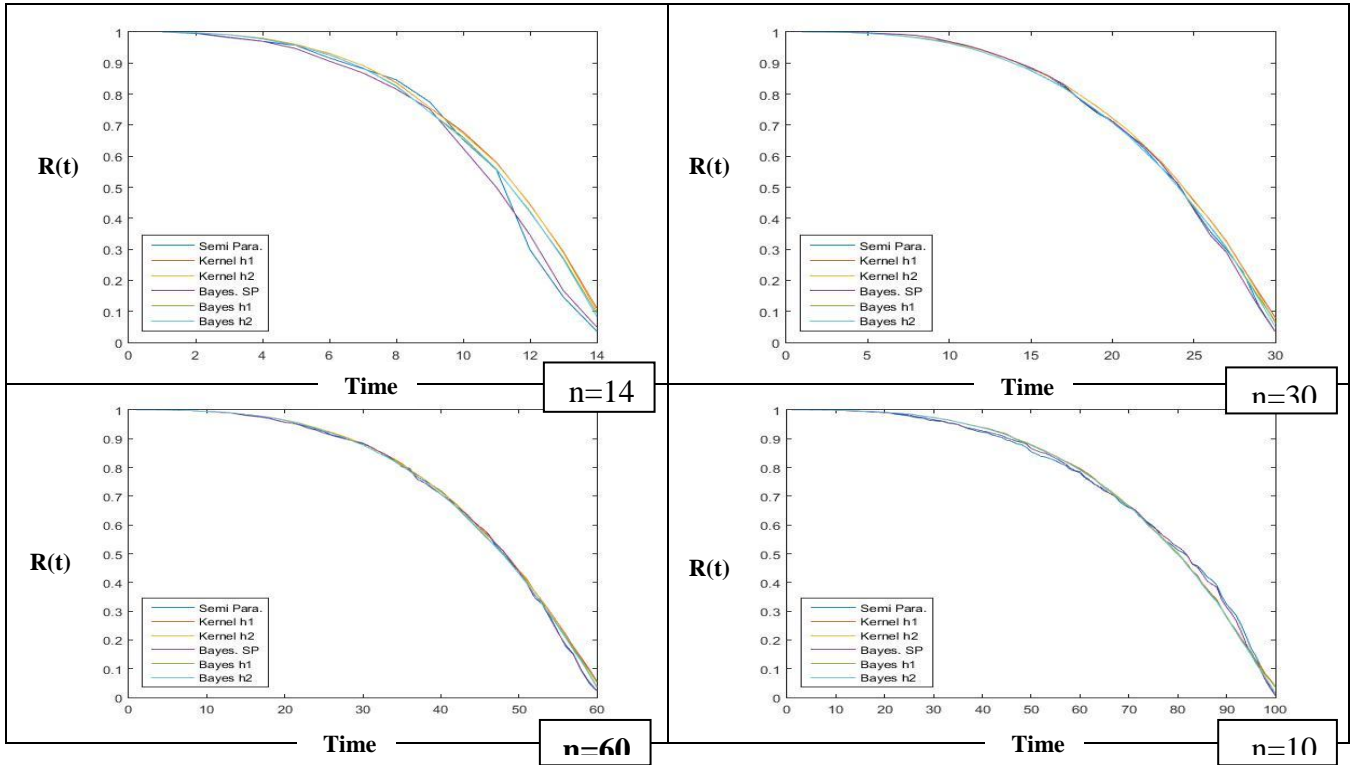 1
0.9
0.8
0.7
0.6
0.5
0.4
0.3
0.2
0.1
0
R(t)
Semi Para.
Kernel h1
Kernel h2
Bayes. SP
Bayes h1
Bayes h2
0 2 4 6 8 10 12 14
Time
n=14
1
0.9
0.8
0.7
0.6
0.5
0.4
0.3
0.2
0.1
0
R(t)
Semi Para.
Kernel h1
Kernel h2
Bayes. SP
Bayes h1
Bayes h2
0 5 10 15 20 25 30
Time
n=30
1
0.9
0.8
0.7
0.6
0.5
0.4
0.3
0.2
0.1
0
R(t)
Semi Para.
Kernel h1
Kernel h2
Bayes. SP
Bayes h1
Bayes h2
0 10 20 30 40 50 60
Time
n=60
1
0.9
0.8
0.7
0.6
0.5
0.4
0.3
0.2
0.1
0
R(t)
Semi Para.
Kernel h1
Kernel h2
Bayes. SP
Bayes h1
Bayes h2
0 10 20 30 40 50 60 70 80 90 100
Time
n=10